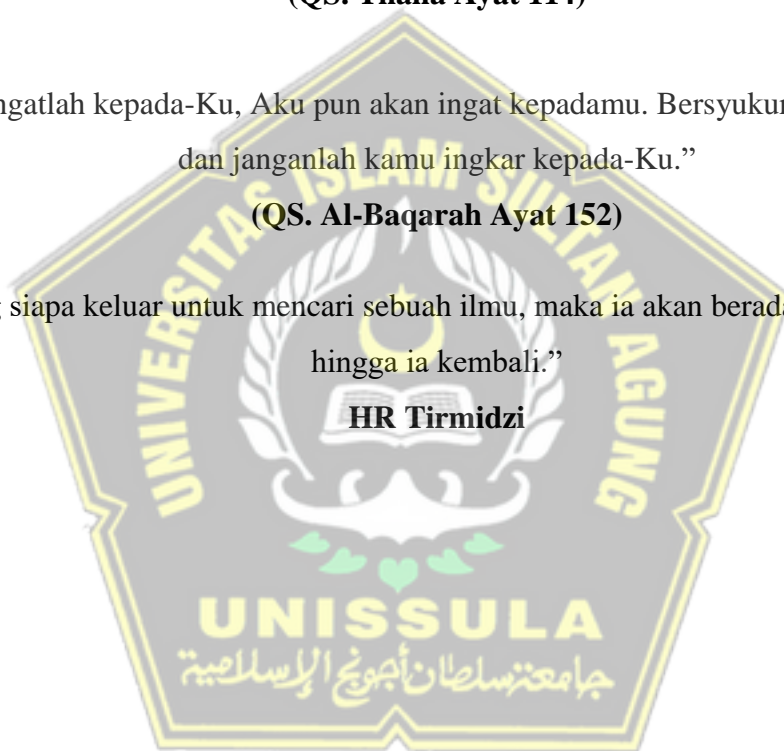 (QS. Thaha Ayat 114)
ngatlah kepada-Ku, Aku pun akan ingat kepadamu. Bersyukur
dan janganlah kamu ingkar kepada-Ku.”
(QS. Al-Baqarah Ayat 152)
siapa keluar untuk mencari sebuah ilmu, maka ia akan berada
hingga ia kembali.”
HR Tirmidzi
UNIVERSITAS ISLAM SULTAN AGUNG
UNISSULA
جامعة سلطان أجونج الإسلامية